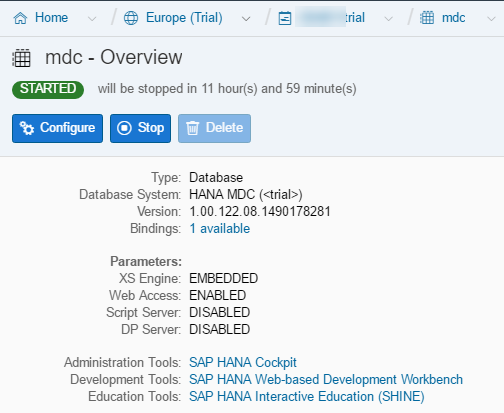 Home Europe (Trial) trial mdc
mdc - Overview
STARTED will be stopped in 11 hour(s) and 59 minute(s)
Configure Stop Delete
Type: Database
Database System: HANA MDC (<trial>)
Version: 1.00.122.08.1490178281
Bindings: 1 available
Parameters:
XS Engine: EMBEDDED
Web Access: ENABLED
Script Server: DISABLED
DP Server: DISABLED
Administration Tools: SAP HANA Cockpit
Development Tools: SAP HANA Web-based Development Workbench
Education Tools: SAP HANA Interactive Education (SHINE)